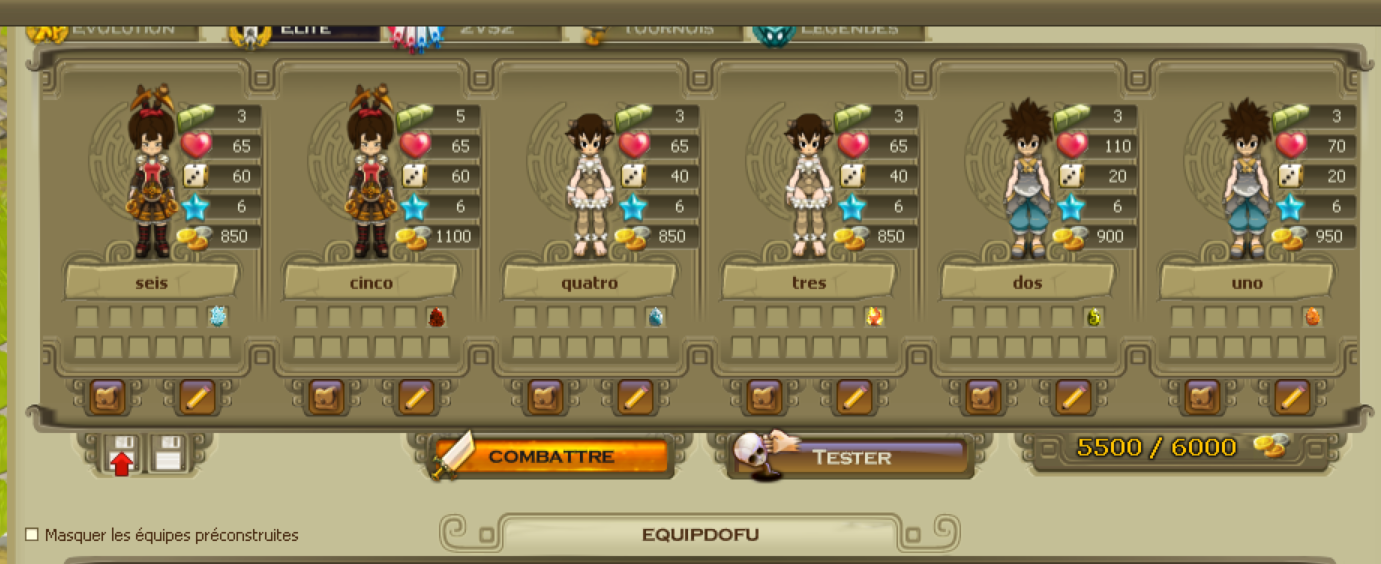 EVOLUTION ELITE 2VS2 TOURNOIS LEGENDES
3 5 3 3 3 3
65 65 65 65 110 70
60 60 40 40 20 20
6 6 6 6 6 6
850 1100 850 850 900 950
seis cinco quatro tres dos uno
COMBATTRE TESTER 5500 / 6000
Masquer les équipes préconstruites EQUIPDOFU